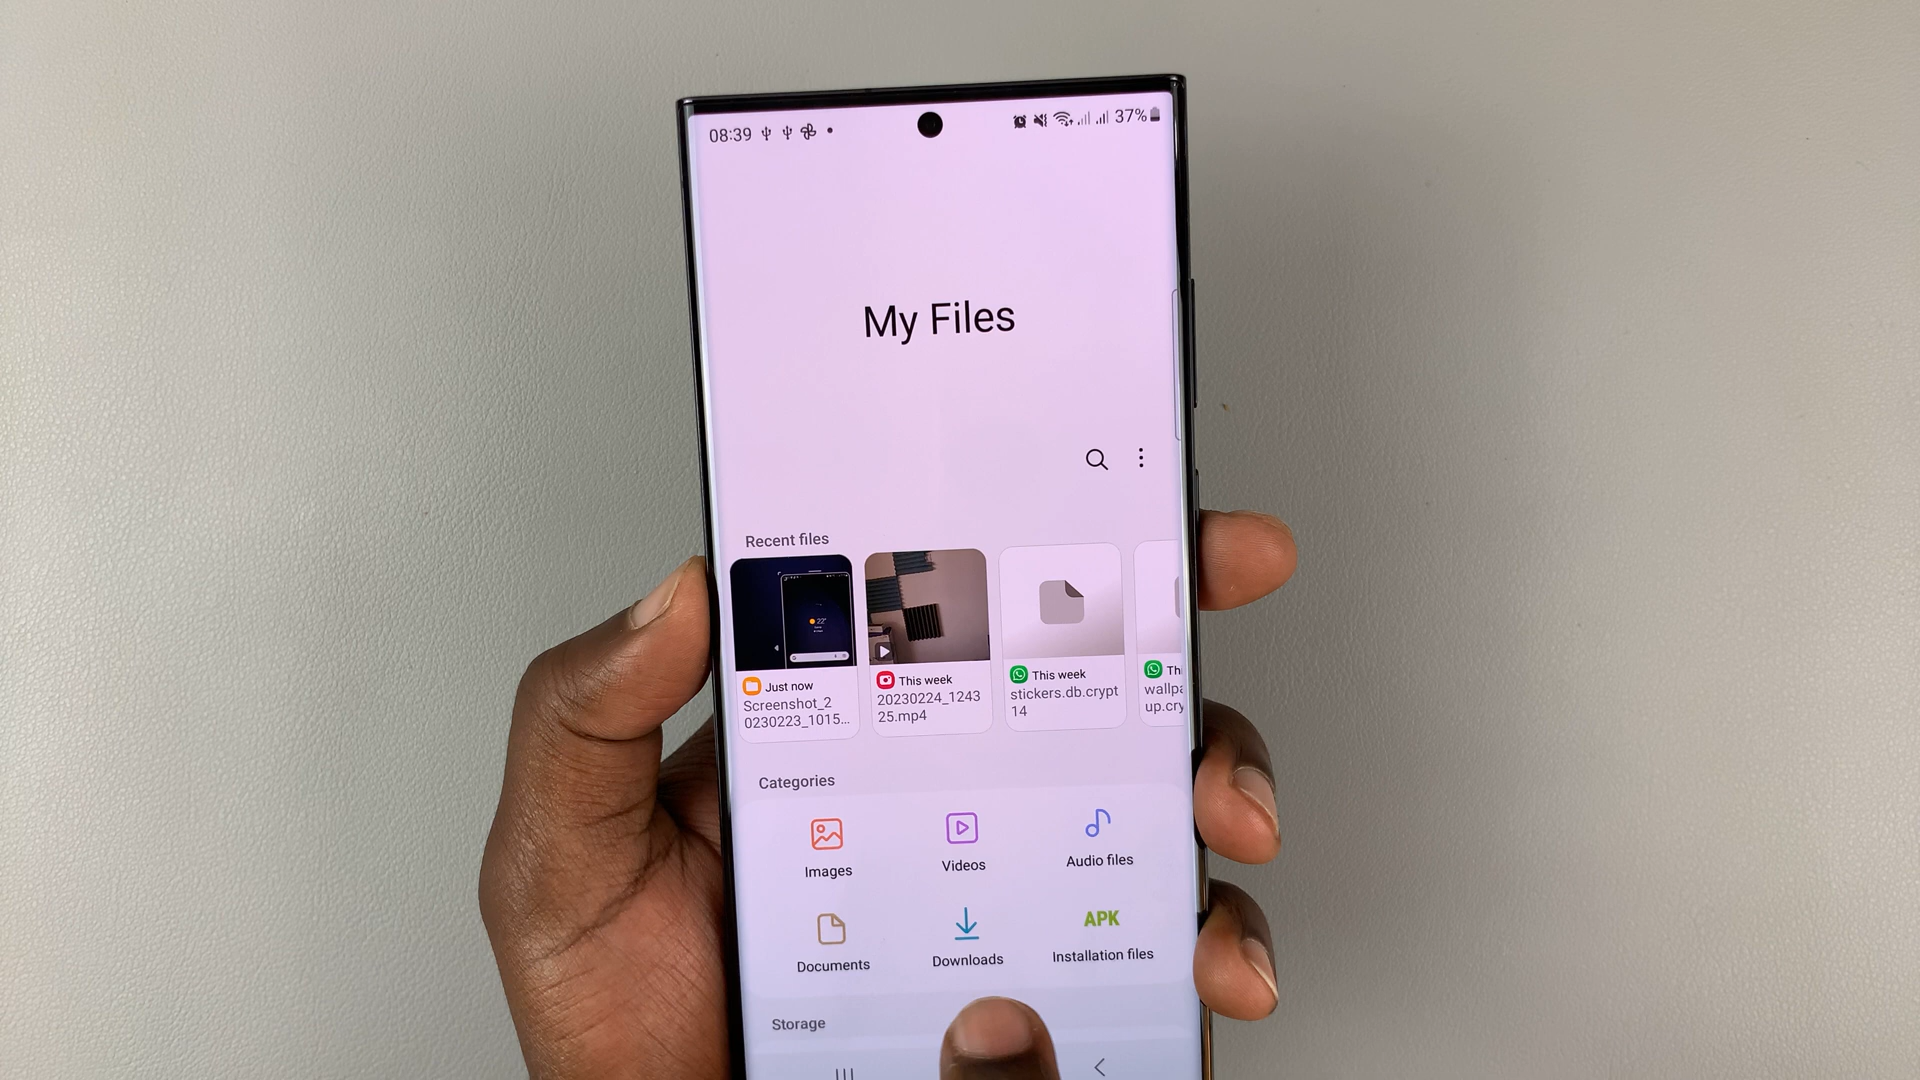 08:39
37%
My Files
Recent files
Just now
Screenshot_2
0230223_1015...
This week
20230224_1243
25.mp4
This week
stickers.db.crypt
14
Thi
wallpa
up.cry
Categories
Images
Videos
Audio files
Documents
Downloads
APK
Installation files
Storage